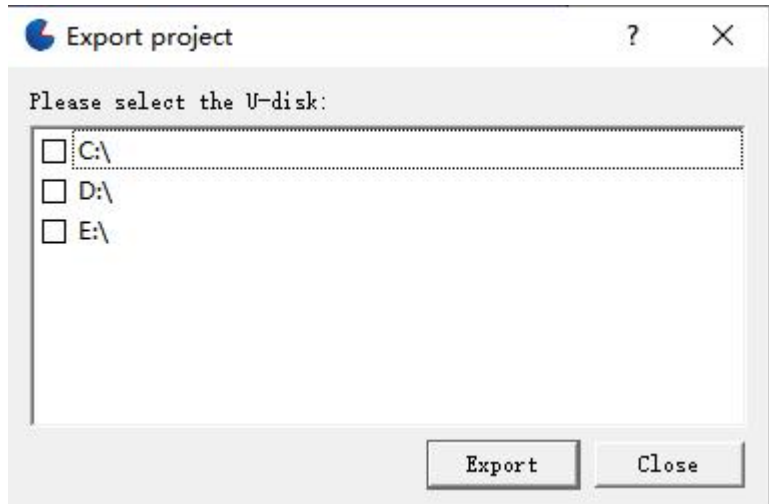 Export project
Please select the U-disk:
C:\
D:\
E:\
Export Close